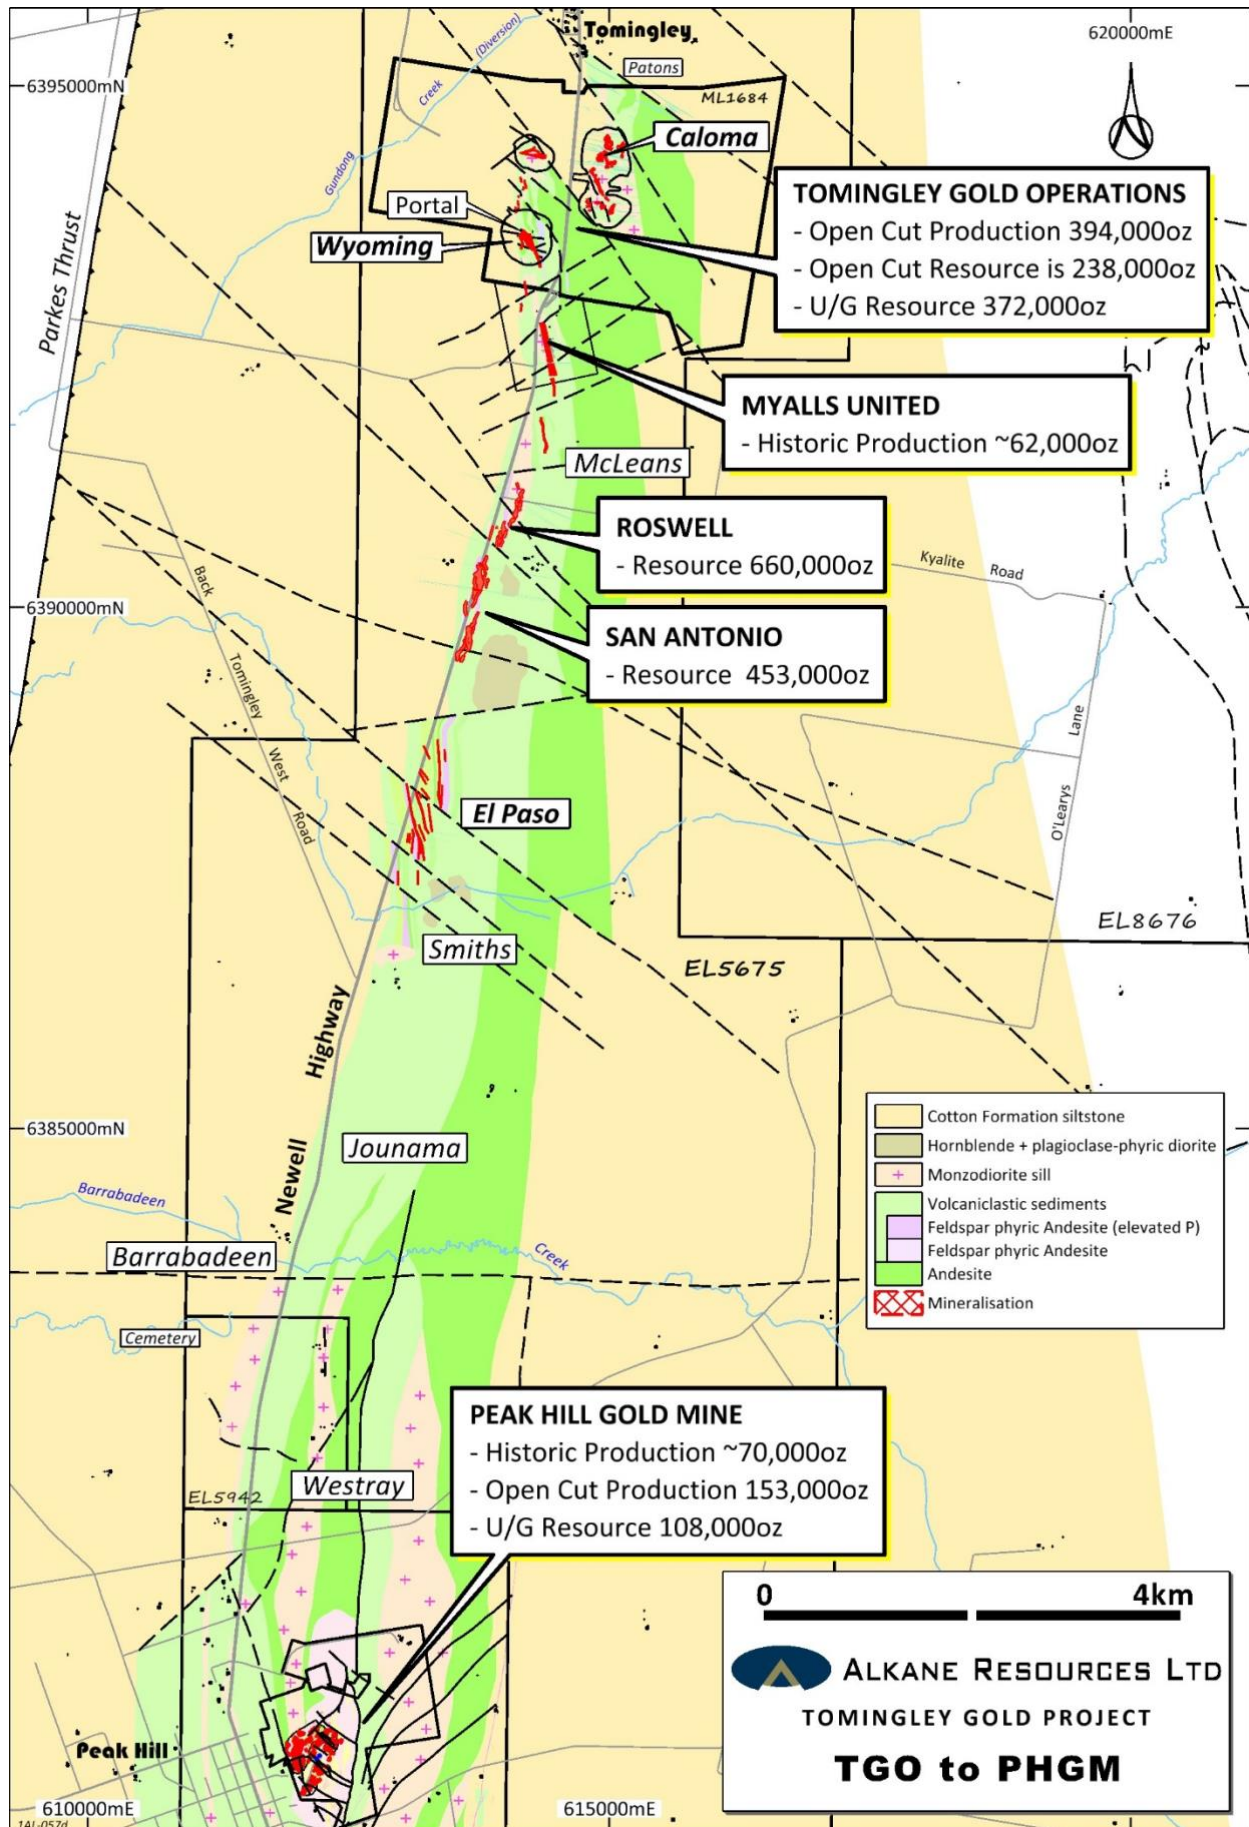 Tomingley
620000mE
(Diversion)
Creek
Gundong
Patons
6395000mN
ML1684
Caloma
Portal
Wyoming
TOMINGLEY GOLD OPERATIONS
- Open Cut Production 394,000oz
- Open Cut Resource is 238,000oz
- U/G Resource 372,000oz
Parkes Thrust
MYALLS UNITED
- Historic Production ~62,000oz
McLeans
ROSWELL
- Resource 660,000oz
Kyalite Road
6390000mN
SAN ANTONIO
- Resource 453,000oz
Back
Tomingley
West
Road
Lane
O'Learys
El Paso
EL8676
Smiths
EL5675
Highway
Newell
6385000mN
Jounama
Barrabadeen
Creek
Barrabadeen
Cemetery
Cotton Formation siltstone
Hornblende + plagioclase-phyric diorite
Monzodiorite sill
Volcaniclastic sediments
Feldspar phyric Andesite (elevated P)
Feldspar phyric Andesite
Andesite
Mineralisation
PEAK HILL GOLD MINE
- Historic Production ~70,000oz
- Open Cut Production 153,000oz
- U/G Resource 108,000oz
Westray
EL5942
0 4km
ALKANE RESOURCES LTD
TOMINGLEY GOLD PROJECT
TGO to PHGM
Peak Hill
610000mE
615000mE
1AL-057d